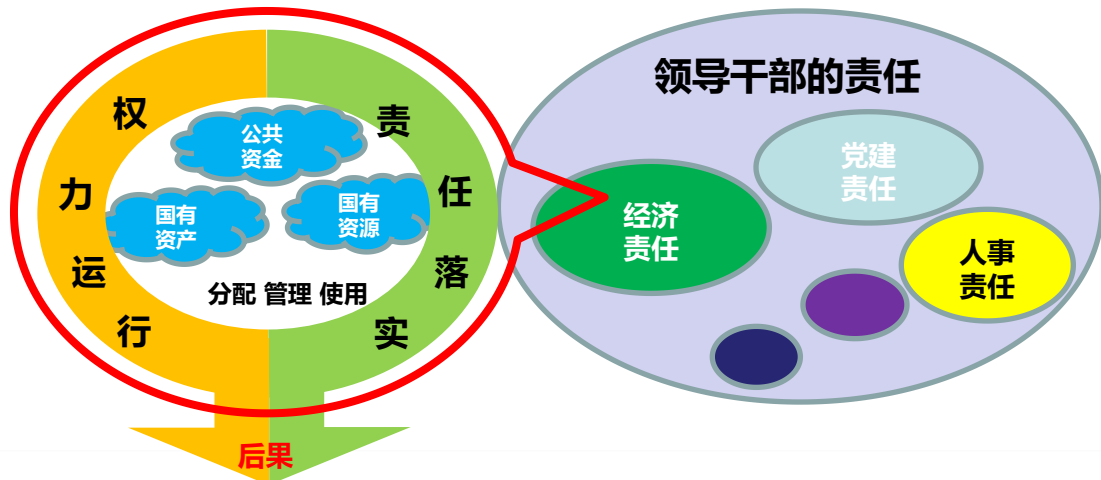 权力运行
责任落实
公共
资金
国有
资产
国有
资源
分配 管理 使用
后果
领导干部的责任
经济
责任
党建
责任
人事
责任